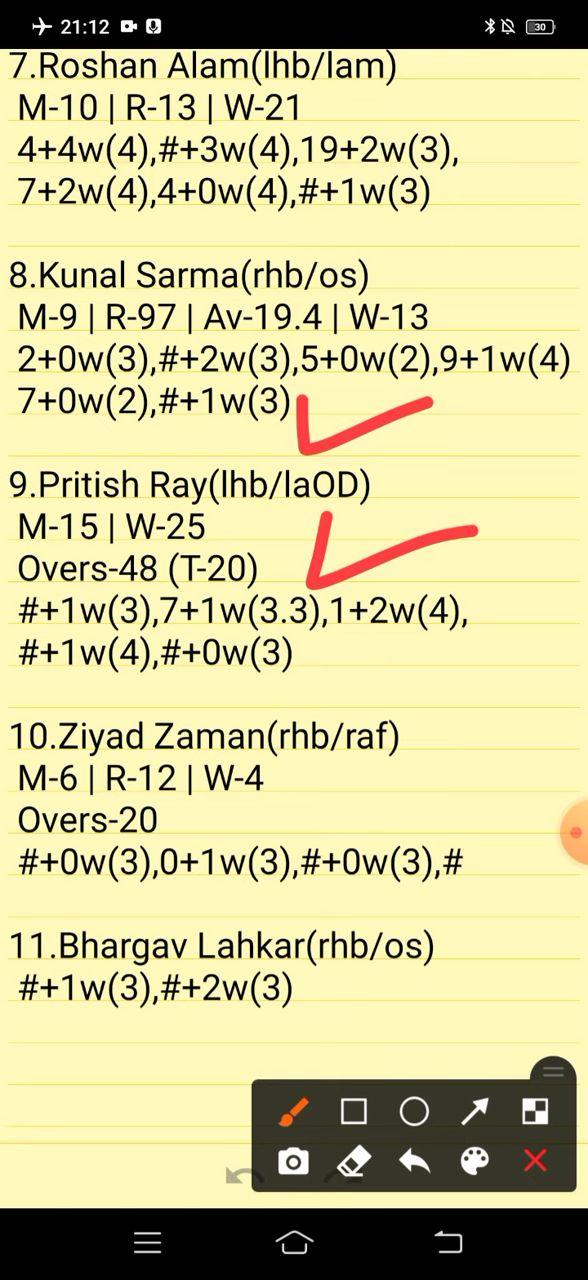 21:12
30
7.Roshan Alam(lhb/lam)
M-10 | R-13 | W-21
4+4w(4),#+3w(4),19+2w(3),
7+2w(4),4+0w(4),#+1w(3)
8.Kunal Sarma(rhb/os)
M-9 | R-97 | Av-19.4 | W-13
2+0w(3),#+2w(3),5+0w(2),9+1w(4)
7+0w(2),#+1w(3)
9.Pritish Ray(lhb/laOD)
M-15 | W-25
Overs-48 (T-20)
#+1w(3),7+1w(3.3),1+2w(4),
#+1w(4),#+0w(3)
10.Ziyad Zaman(rhb/raf)
M-6 | R-12 | W-4
Overs-20
#+0w(3),0+1w(3),#+0w(3),#
11.Bhargav Lahkar(rhb/os)
#+1w(3),#+2w(3)